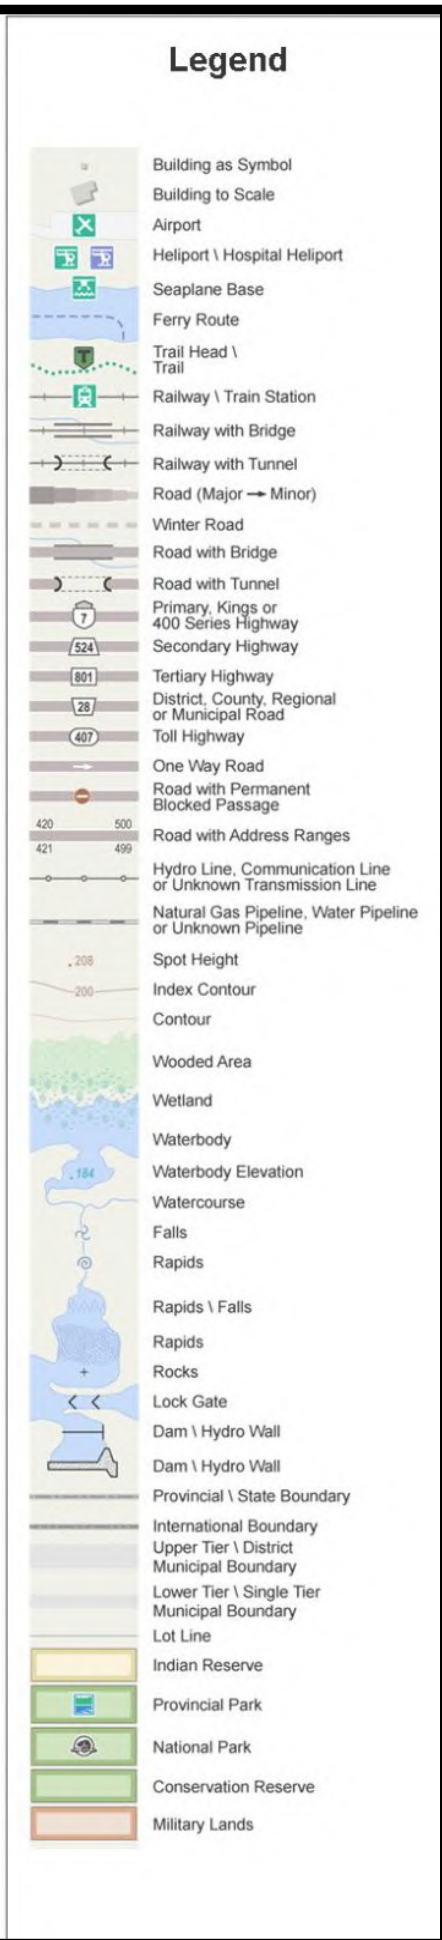 Legend
Building as Symbol
Building to Scale
Airport
Heliport \ Hospital Heliport
Seaplane Base
Ferry Route
T
Trail Head \
Trail
Railway \ Train Station
Railway with Bridge
Railway with Tunnel
Road (Major → Minor)
Winter Road
Road with Bridge
Road with Tunnel
7
Primary, Kings or
400 Series Highway
524
Secondary Highway
801
Tertiary Highway
28
District, County, Regional
or Municipal Road
407
Toll Highway
One Way Road
Road with Permanent
Blocked Passage
420 500
Road with Address Ranges
421 499
Hydro Line, Communication Line
or Unknown Transmission Line
Natural Gas Pipeline, Water Pipeline
or Unknown Pipeline
.208
Spot Height
200
Index Contour
Contour
Wooded Area
Wetland
Waterbody
.184
Waterbody Elevation
Watercourse
Falls
Rapids
Rapids \ Falls
Rapids
Rocks
Lock Gate
Dam \ Hydro Wall
Dam \ Hydro Wall
Provincial \ State Boundary
International Boundary
Upper Tier \ District
Municipal Boundary
Lower Tier \ Single Tier
Municipal Boundary
Lot Line
Indian Reserve
Provincial Park
National Park
Conservation Reserve
Military Lands